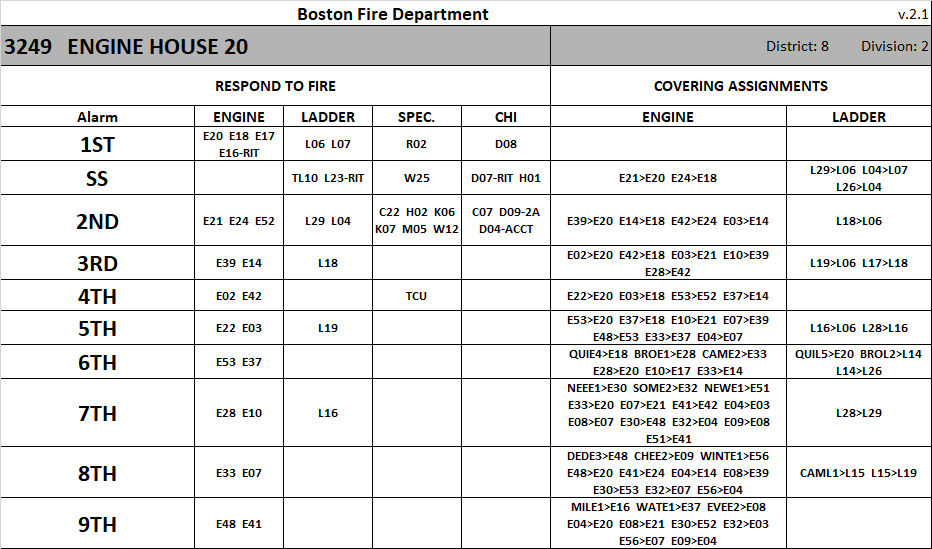 Boston Fire Department v.2.1
3249 ENGINE HOUSE 20 District: 8 Division: 2
RESPOND TO FIRE COVERING ASSIGNMENTS
Alarm ENGINE LADDER SPEC. CHI ENGINE LADDER
1ST
E20 E18 E17
E16-RIT
L06 L07
R02
D08
SS
TL10 L23-RIT
W25
D07-RIT H01
E21>E20 E24>E18
L29>L06 L04>L07
L26>L04
2ND
E21 E24 E52
L29 L04
C22 H02 K06
K07 M05 W12
C07 D09-2A
D04-ACCT
E39>E20 E14>E18 E42>E24 E03>E14
L18>L06
3RD
E39 E14
L18
E02>E20 E42>E18 E03>E21 E10>E39
E28>E42
L19>L06 L17>L18
4TH
E02 E42
TCU
E22>E20 E03>E18 E53>E52 E37>E14
5TH
E22 E03
L19
E53>E20 E37>E18 E10>E21 E07>E39
E48>E53 E33>E37 E04>E07
L16>L06 L28>L16
6TH
E53 E37
QUIE4>E18 BROE1>E28 CAME2>E33
E28>E20 E10>E17 E33>E14
QUIL5>E20 BROL2>L14
L14>L26
7TH
E28 E10
L16
NEEE1>E30 SOME2>E32 NEWE1>E51
E33>E20 E07>E21 E41>E42 E04>E03
E08>E07 E30>E48 E32>E04 E09>E08
E51>E41
L28>L29
8TH
E33 E07
DEDE3>E48 CHEE2>E09 WINTE1>E56
E48>E20 E41>E24 E04>E14 E08>E39
E30>E53 E32>E07 E56>E04
CAML1>L15 L15>L19
9TH
E48 E41
MILE1>E16 WATE1>E37 EVEE2>E08
E04>E20 E08>E21 E30>E52 E32>E03
E56>E07 E09>E04